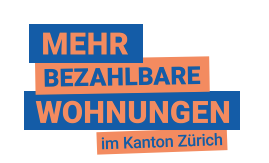 MEHR
BEZAHLBARE
WOHNUNGEN
im Kanton Zürich